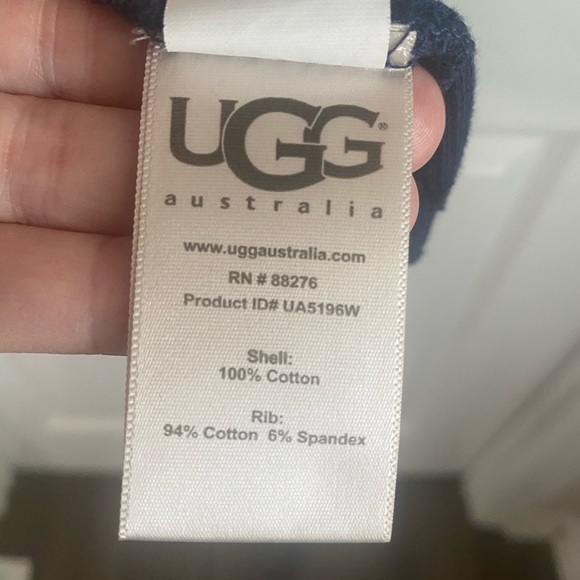 UGG®
australia
www.uggaustralia.com
RN # 88276
Product ID# UA5196W
Shell:
100% Cotton
Rib:
94% Cotton 6% Spandex